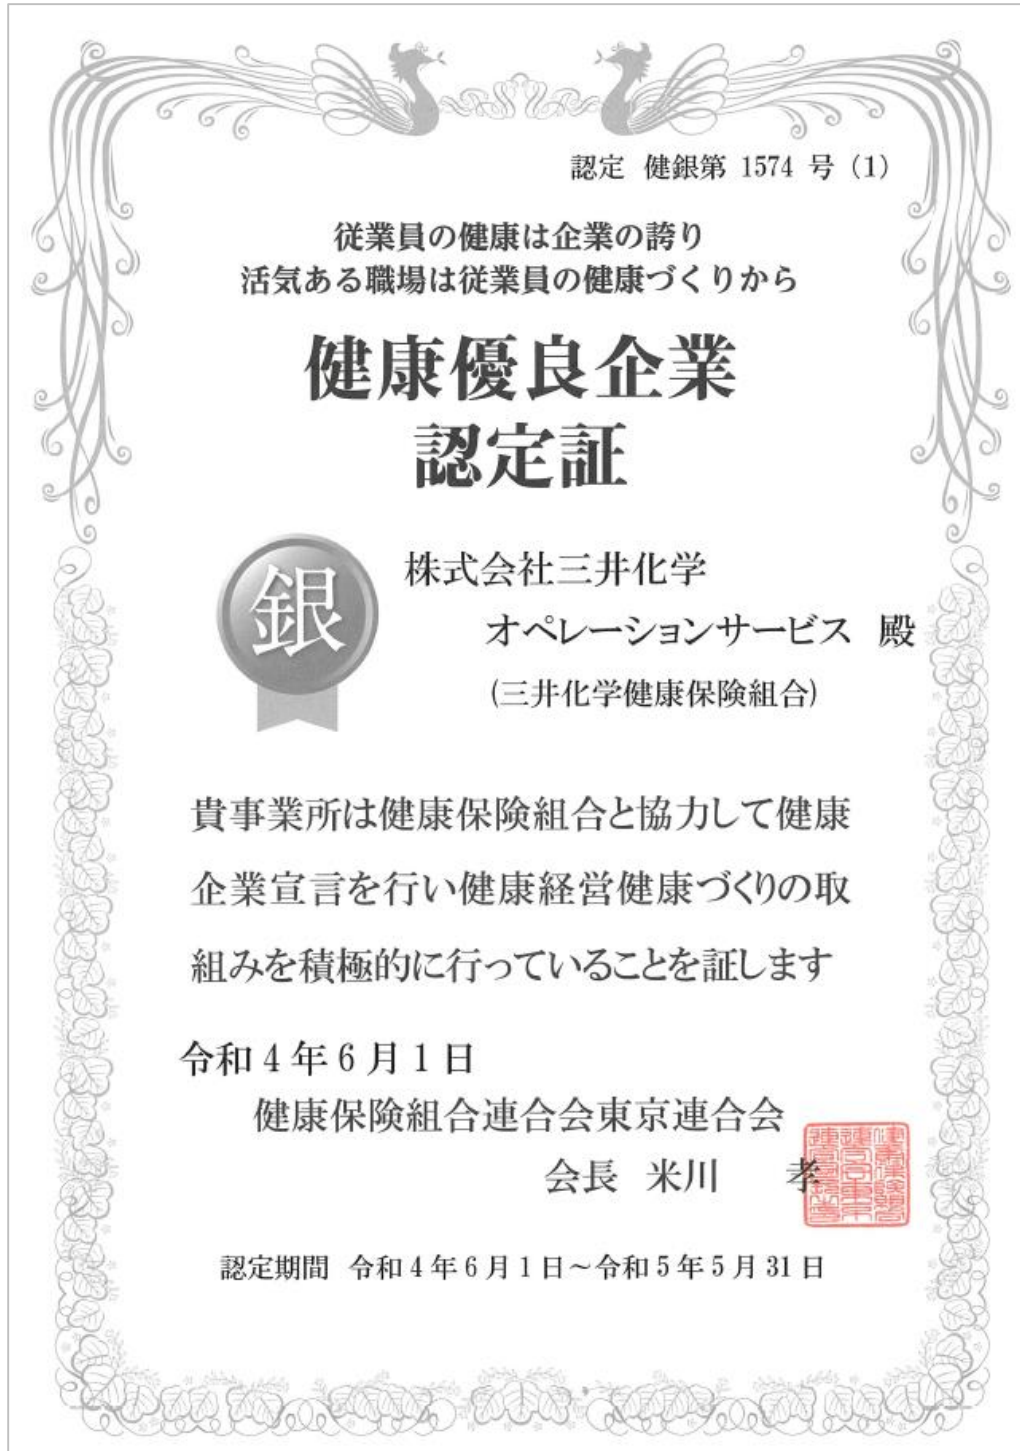 認定 健銀第 1574 号（1）
従業員の健康は企業の誇り
活気ある職場は従業員の健康づくりから
健康優良企業
認定証
銀
株式会社三井化学
オペレーションサービス 殿
(三井化学健康保険組合)
貴事業所は健康保険組合と協力して健康
企業宣言を行い健康経営健康づくりの取
組みを積極的に行っていることを証します
令和4年6月1日
健康保険組合連合会東京連合会
会長 米川 孝
認定期間 令和4年6月1日～令和5年5月31日